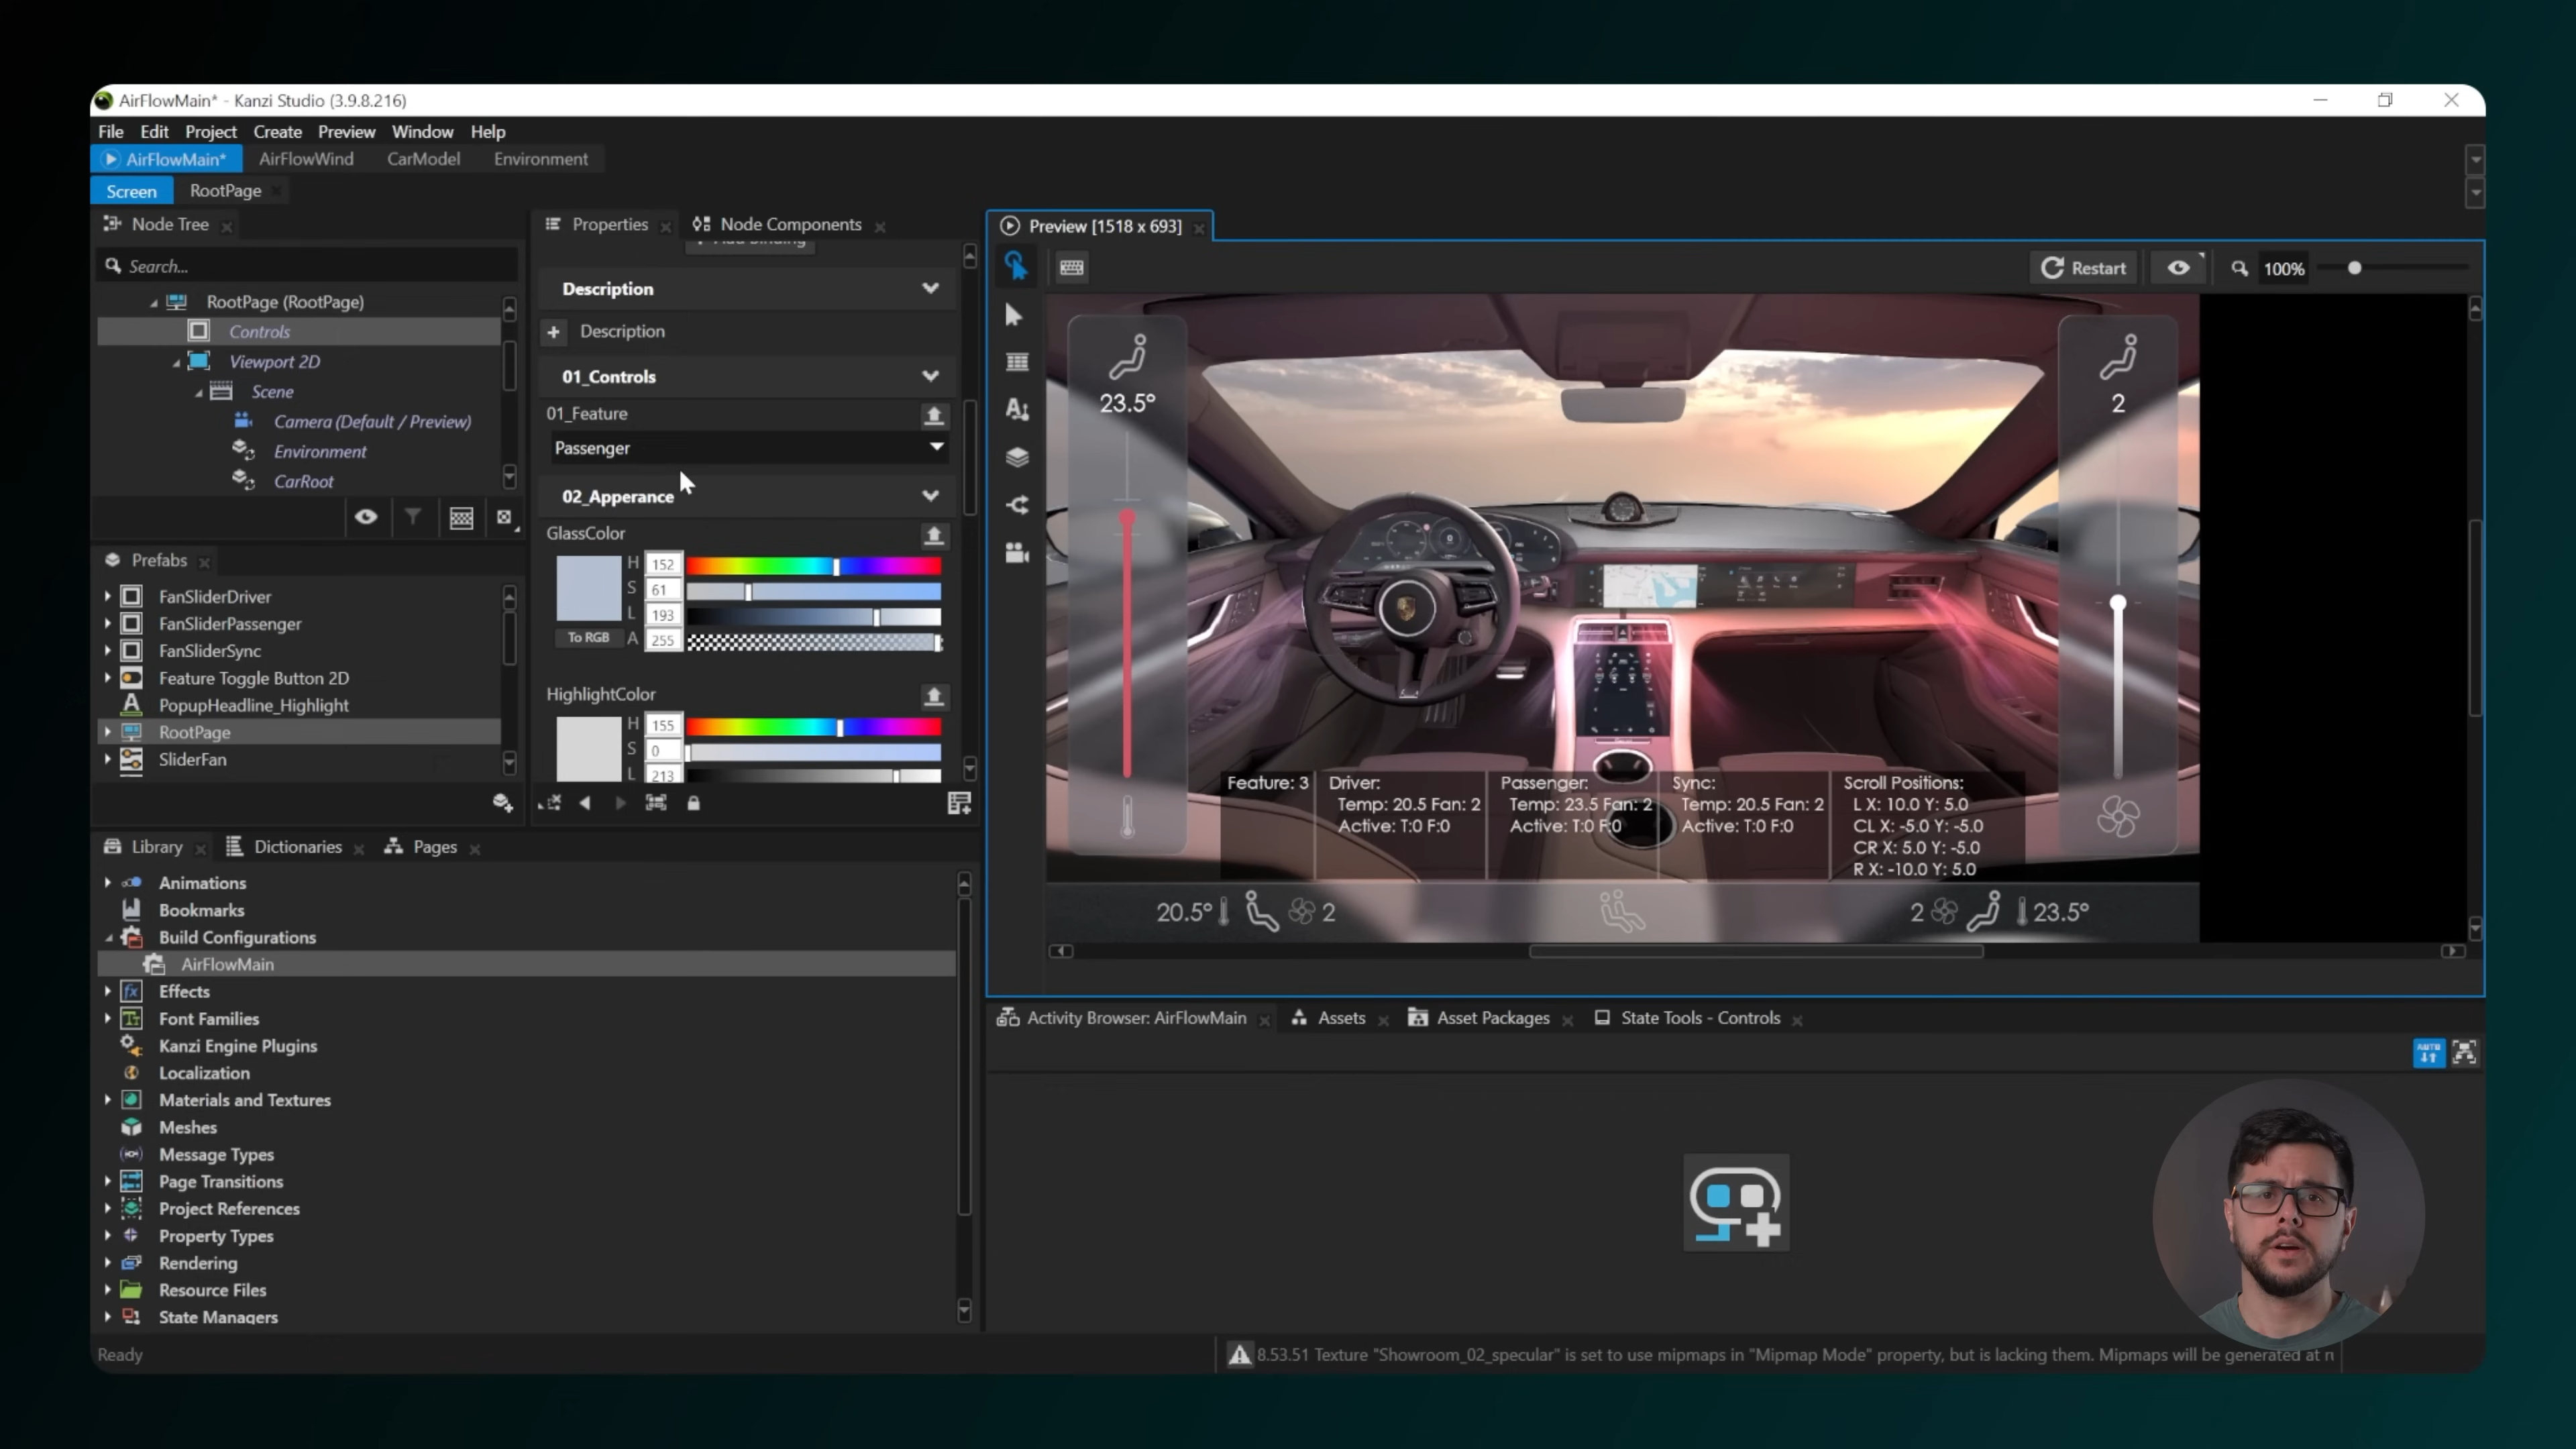 AirFlowMain* - Kanzi Studio (3.9.8.216)
File Edit Project Create Preview Window Help
AirFlowMain* AirFlowWind CarModel Environment
Screen RootPage
Node Tree
Search...
RootPage (RootPage)
Controls
Viewport 2D
Scene
Camera (Default / Preview)
Environment
CarRoot
Prefabs
FanSliderDriver
FanSliderPassenger
FanSliderSync
Feature Toggle Button 2D
PopupHeadline_Highlight
RootPage
SliderFan
Properties Node Components
Add Binding
Description
Description
01_Controls
01_Feature
Passenger
02_Apperance
GlassColor
H 152
S 61
L 193
To RGB A 255
HighlightColor
H 155
S 0
L 213
Preview [1518 x 693]
Restart 100%
23.5°
2
Feature: 3
Driver:
Temp: 20.5 Fan: 2
Active: T:0 F:0
Passenger:
Temp: 23.5 Fan: 2
Active: T:0 F:0
Sync:
Temp: 20.5 Fan: 2
Active: T:0 F:0
Scroll Positions:
L X: 10.0 Y: 5.0
CL X: -5.0 Y: -5.0
CR X: 5.0 Y: -5.0
R X: -10.0 Y: 5.0
20.5° 2 2 23.5°
Library Dictionaries Pages
Animations
Bookmarks
Build Configurations
AirFlowMain
Effects
Font Families
Kanzi Engine Plugins
Localization
Materials and Textures
Meshes
Message Types
Page Transitions
Project References
Property Types
Rendering
Resource Files
State Managers
Activity Browser: AirFlowMain Assets Asset Packages State Tools - Controls
AUTO
Ready
8.53.51 Texture "Showroom_02_specular" is set to use mipmaps in "Mipmap Mode" property, but is lacking them. Mipmaps will be generated at